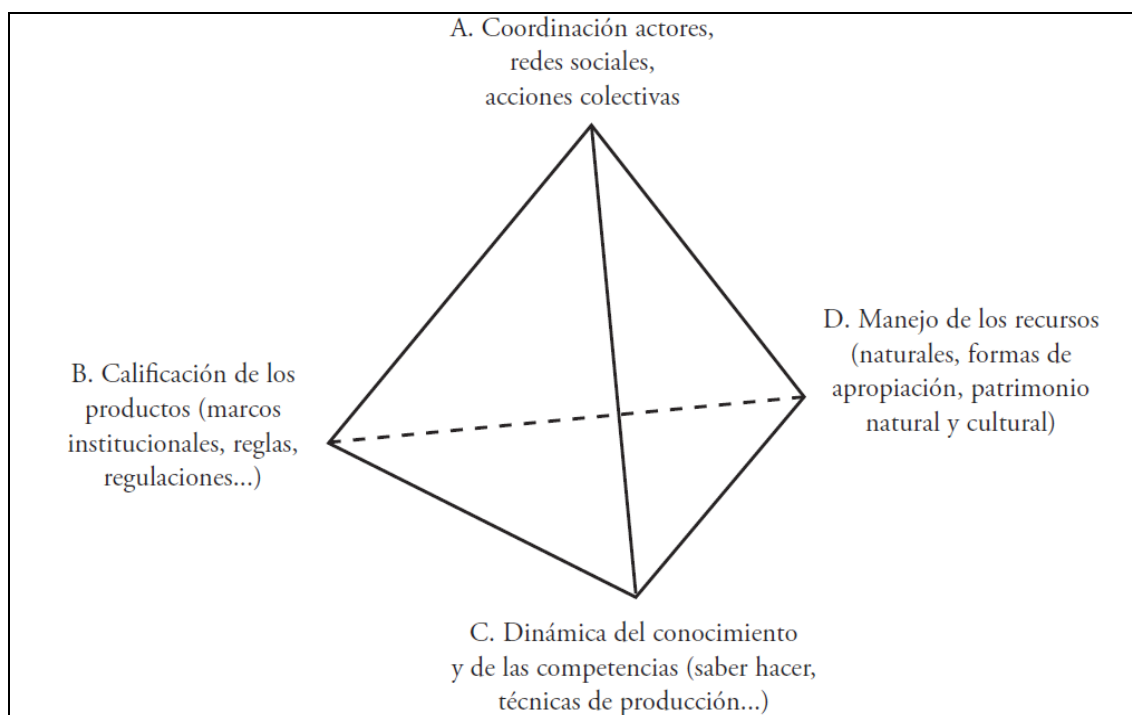 A. Coordinación actores,
redes sociales,
acciones colectivas
D. Manejo de los recursos
(naturales, formas de
apropiación, patrimonio
natural y cultural)
B. Calificación de los
productos (marcos
institucionales, reglas,
regulaciones...)
C. Dinámica del conocimiento
y de las competencias (saber hacer,
técnicas de producción...)